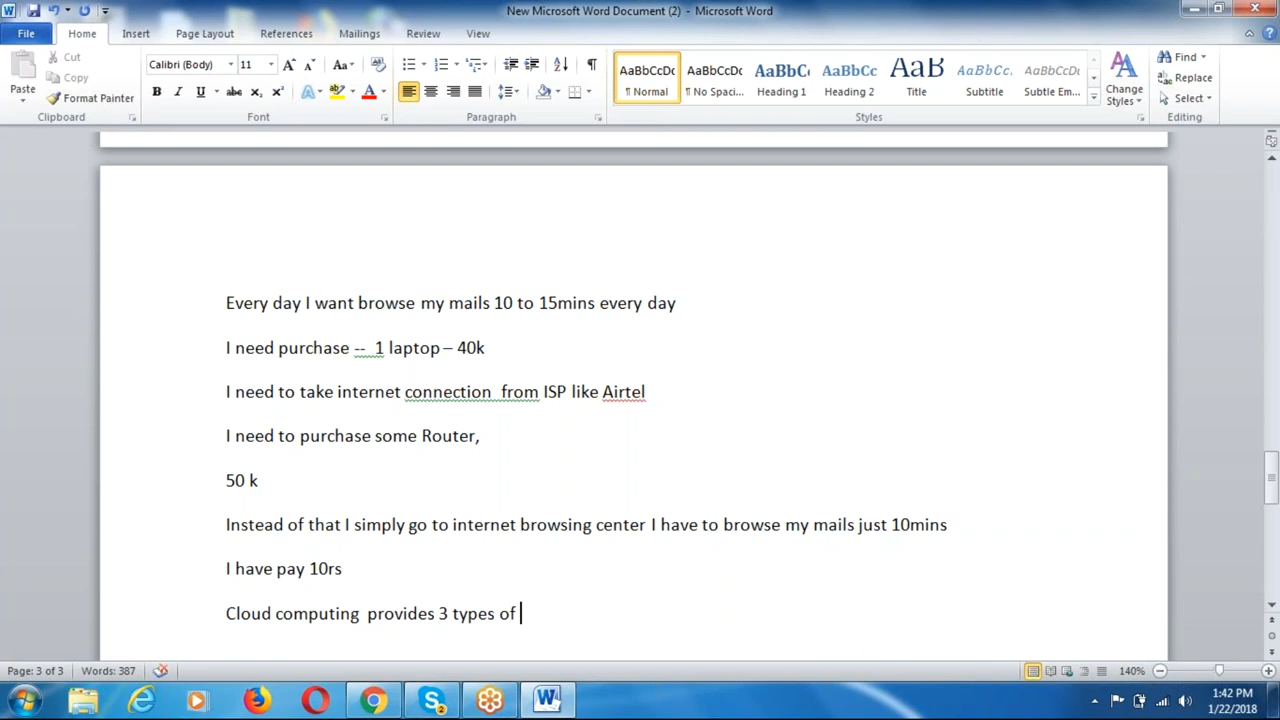 New Microsoft Word Document (2) - Microsoft Word
File Home Insert Page Layout References Mailings Review View
Cut
Copy
Format Painter
Paste
Calibri (Body) 11
AaBbCcDc AaBbCcDc AaBbC AaBbCc AaB AaBbCc. AaBbCcDc
¶ Normal ¶ No Spaci... Heading 1 Heading 2 Title Subtitle Subtle Em...
Change Styles
Find
Replace
Select
Clipboard Font Paragraph Styles Editing
Every day I want browse my mails 10 to 15mins every day
I need purchase -- 1 laptop – 40k
I need to take internet connection from ISP like Airtel
I need to purchase some Router,
50 k
Instead of that I simply go to internet browsing center I have to browse my mails just 10mins
I have pay 10rs
Cloud computing provides 3 types of
Page: 3 of 3 Words: 387 140%
1:42 PM
1/22/2018